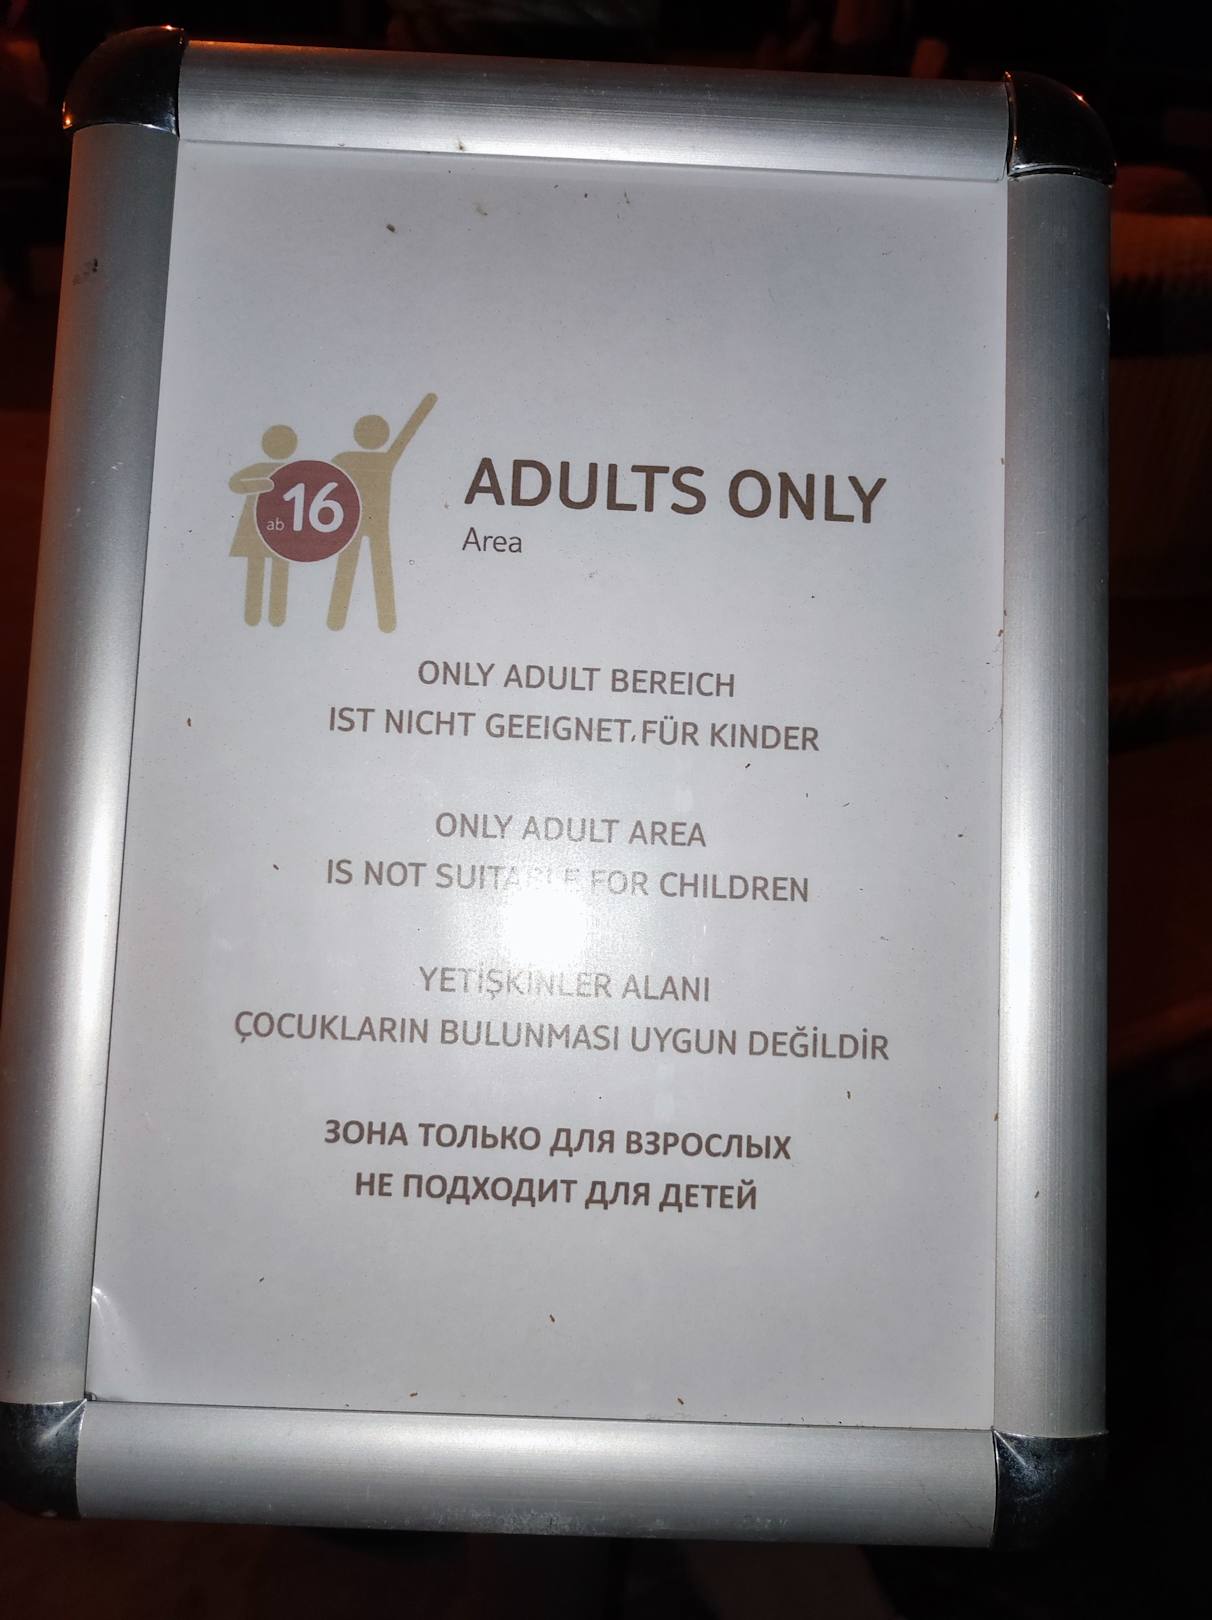 ab 16
ADULTS ONLY
Area
ONLY ADULT BEREICH
IST NICHT GEEIGNET FÜR KINDER
ONLY ADULT AREA
IS NOT SUITABLE FOR CHILDREN
YETİŞKİNLER ALANI
ÇOCUKLARIN BULUNMASI UYGUN DEĞİLDİR
ЗОНА ТОЛЬКО ДЛЯ ВЗРОСЛЫХ
НЕ ПОДХОДИТ ДЛЯ ДЕТЕЙ